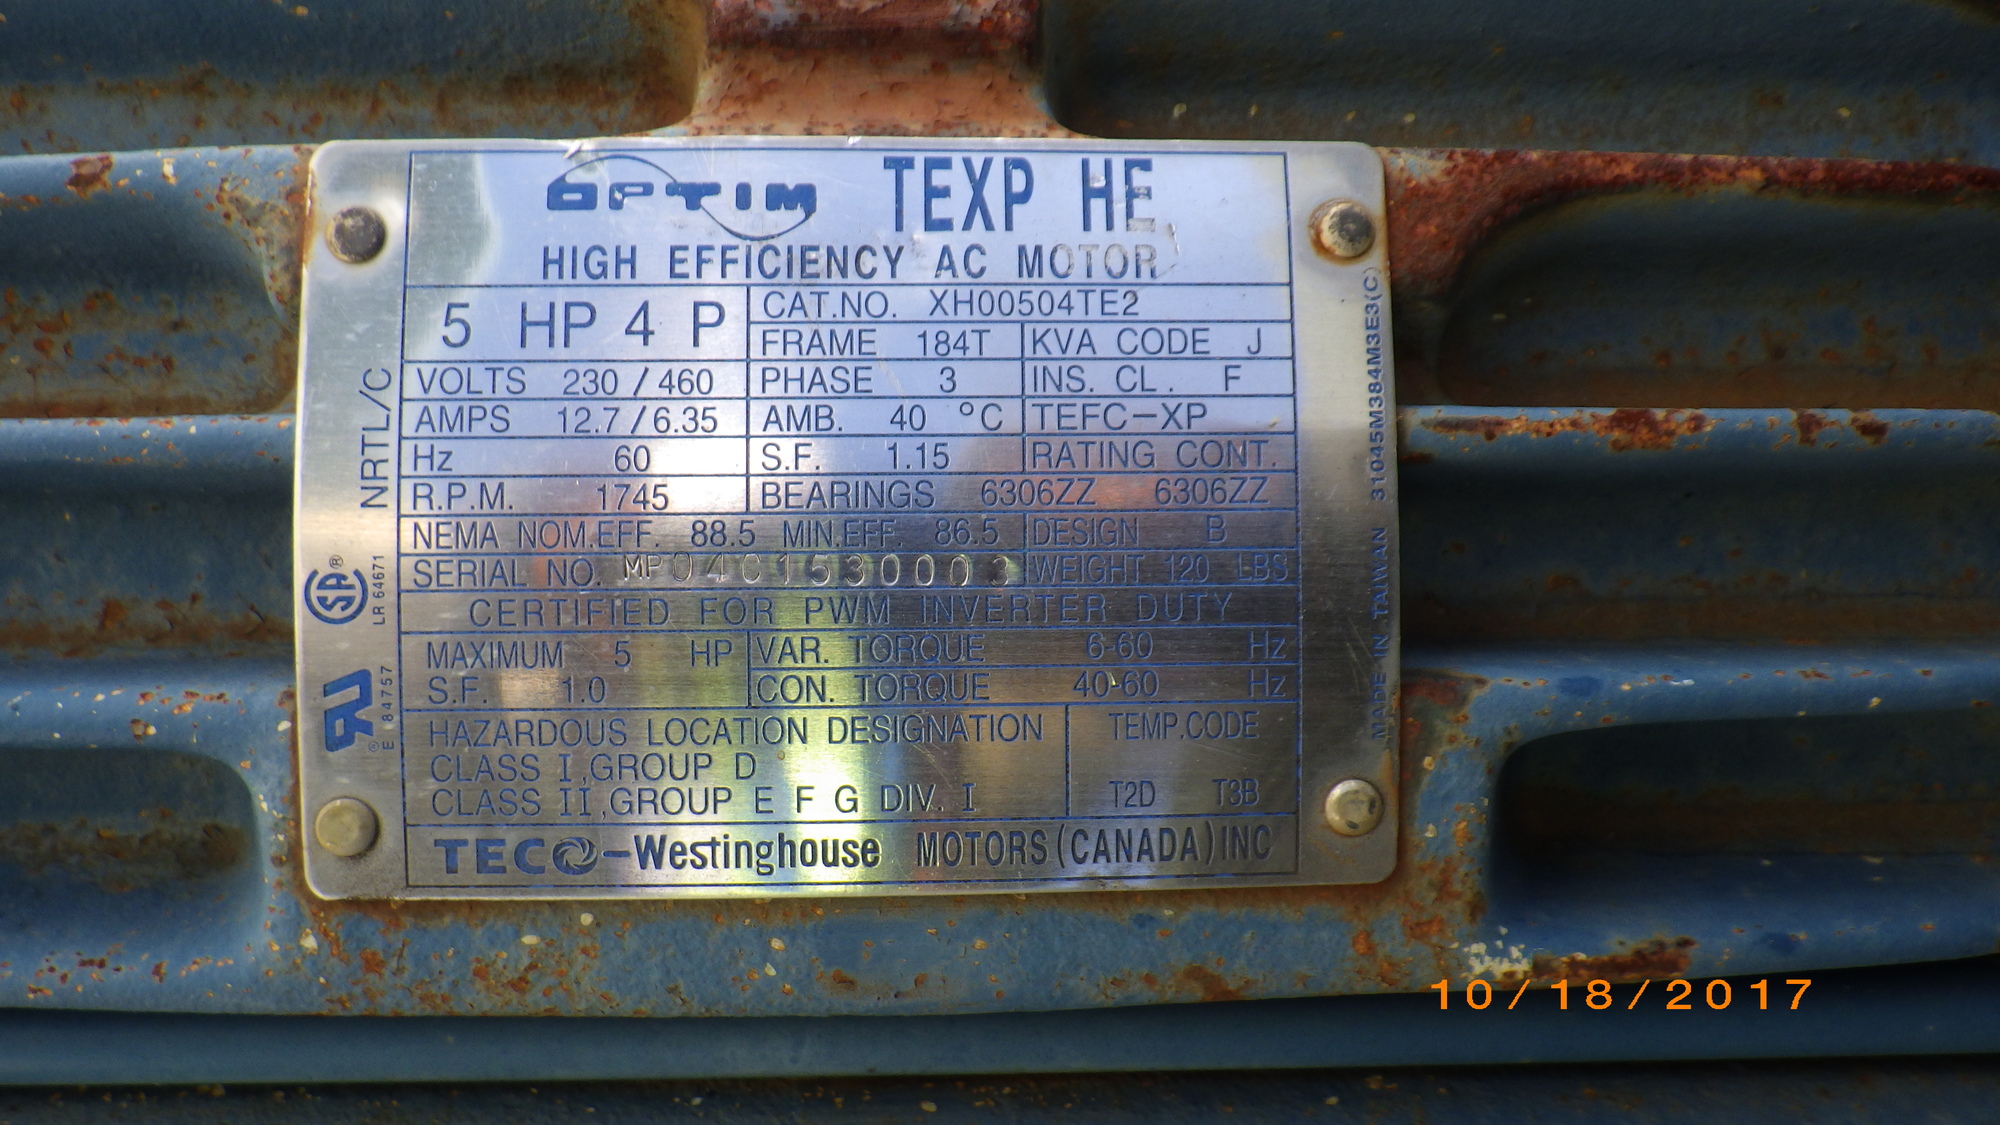 OPTIM TEXP HE
HIGH EFFICIENCY AC MOTOR
5 HP 4 P
CAT.NO. XH00504TE2
FRAME 184T KVA CODE J
VOLTS 230/460 PHASE 3 INS. CL. F
AMPS 12.7/6.35 AMB. 40 °C TEFC-XP
Hz 60 S.F. 1.15 RATING CONT.
R.P.M. 1745 BEARINGS 6306ZZ 6306ZZ
NEMA NOM.EFF. 88.5 MIN.EFF. 86.5 DESIGN B
SERIAL NO. MP04C1530003 WEIGHT 120 LBS
CERTIFIED FOR PWM INVERTER DUTY
MAXIMUM 5 HP VAR. TORQUE 6-60 Hz
S.F. 1.0 CON. TORQUE 40-60 Hz
HAZARDOUS LOCATION DESIGNATION TEMP.CODE
CLASS I,GROUP D
CLASS II,GROUP E F G DIV. I T2D T3B
TECO-Westinghouse MOTORS(CANADA)INC
NRTL/C
SA®
LR 64671
RU®
E 84757
MADE IN TAIWAN 31045M384M3E3(C)
10/18/2017